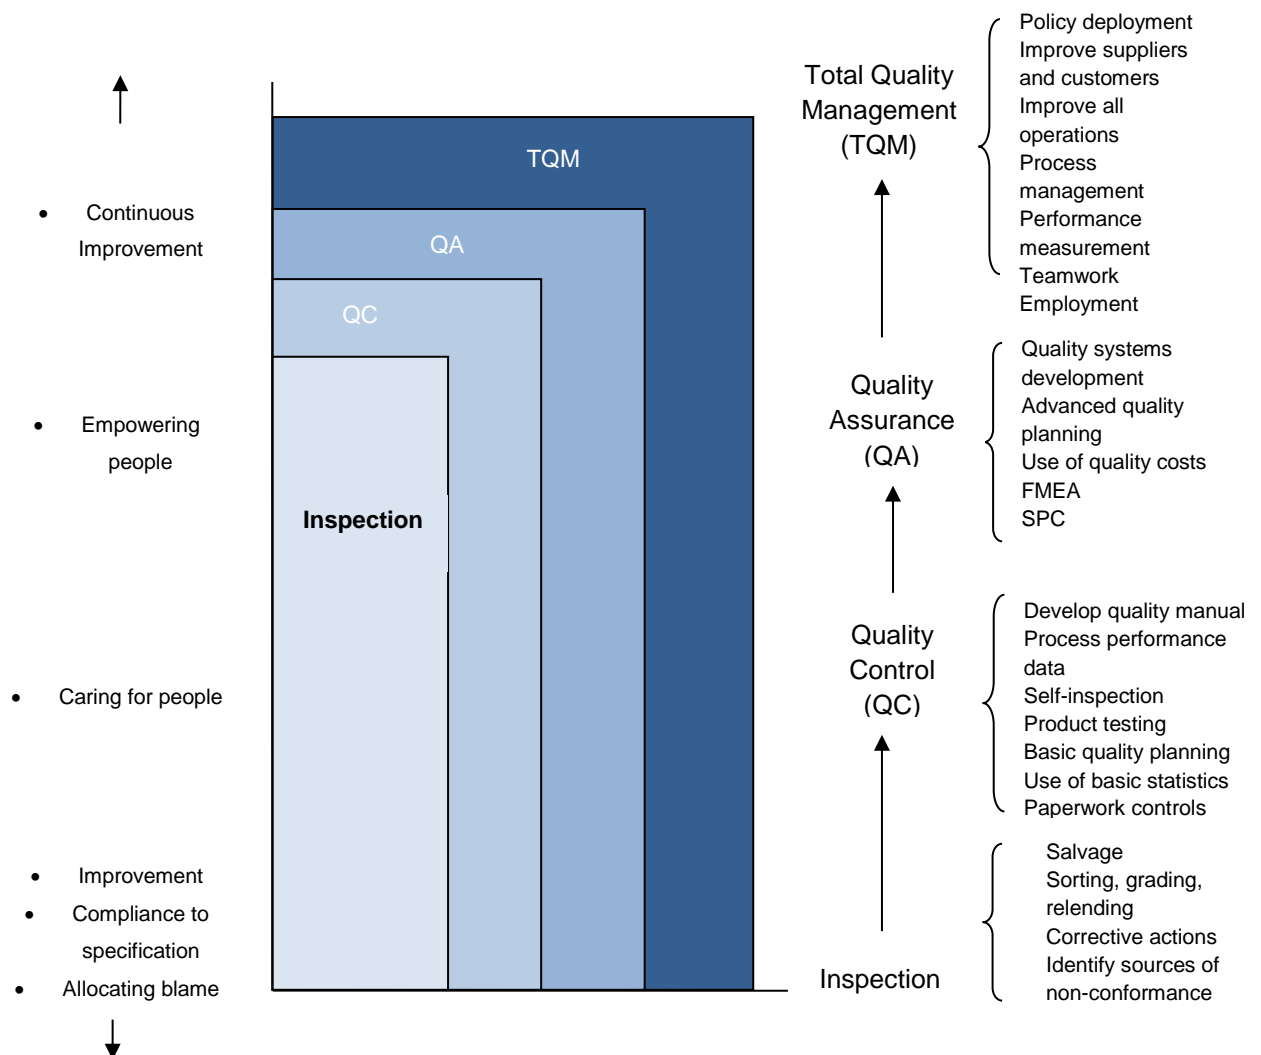 • Continuous
Improvement
• Empowering
people
• Caring for people
• Improvement
• Compliance to
specification
• Allocating blame
TQM
QA
QC
Inspection
Total Quality
Management
(TQM)
Quality
Assurance
(QA)
Quality
Control
(QC)
Inspection
Policy deployment
Improve suppliers
and customers
Improve all
operations
Process
management
Performance
measurement
Teamwork
Employment
Quality systems
development
Advanced quality
planning
Use of quality costs
FMEA
SPC
Develop quality manual
Process performance
data
Self-inspection
Product testing
Basic quality planning
Use of basic statistics
Paperwork controls
Salvage
Sorting, grading,
relending
Corrective actions
Identify sources of
non-conformance